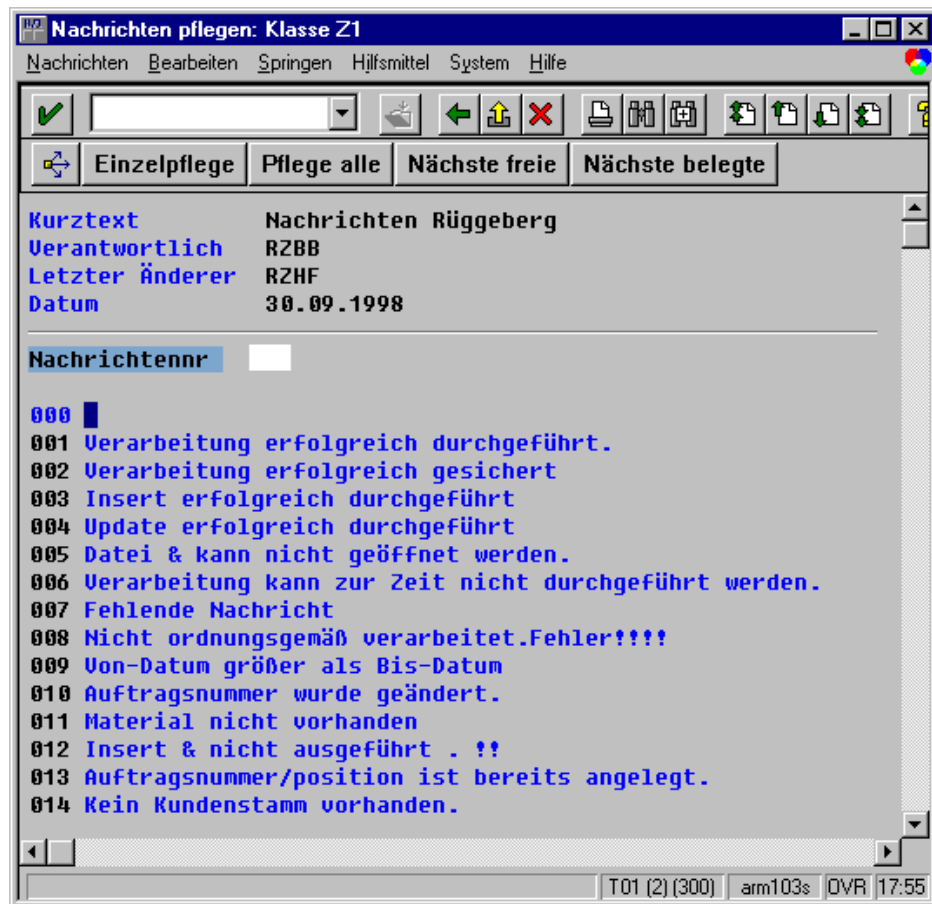 Nachrichten pflegen: Klasse Z1
Nachrichten Bearbeiten Springen Hilfsmittel System Hilfe
Einzelpflege Pflege alle Nächste freie Nächste belegte
Kurztext Nachrichten Rüggeberg
Verantwortlich RZBB
Letzter Änderer RZHF
Datum 30.09.1998
Nachrichtennr
000
001 Verarbeitung erfolgreich durchgeführt.
002 Verarbeitung erfolgreich gesichert
003 Insert erfolgreich durchgeführt
004 Update erfolgreich durchgeführt
005 Datei & kann nicht geöffnet werden.
006 Verarbeitung kann zur Zeit nicht durchgeführt werden.
007 Fehlende Nachricht
008 Nicht ordnungsgemäß verarbeitet.Fehler!!!!
009 Von-Datum größer als Bis-Datum
010 Auftragsnummer wurde geändert.
011 Material nicht vorhanden
012 Insert & nicht ausgeführt . !!
013 Auftragsnummer/position ist bereits angelegt.
014 Kein Kundenstamm vorhanden.
T01 (2) (300) arm103s OVR 17:55